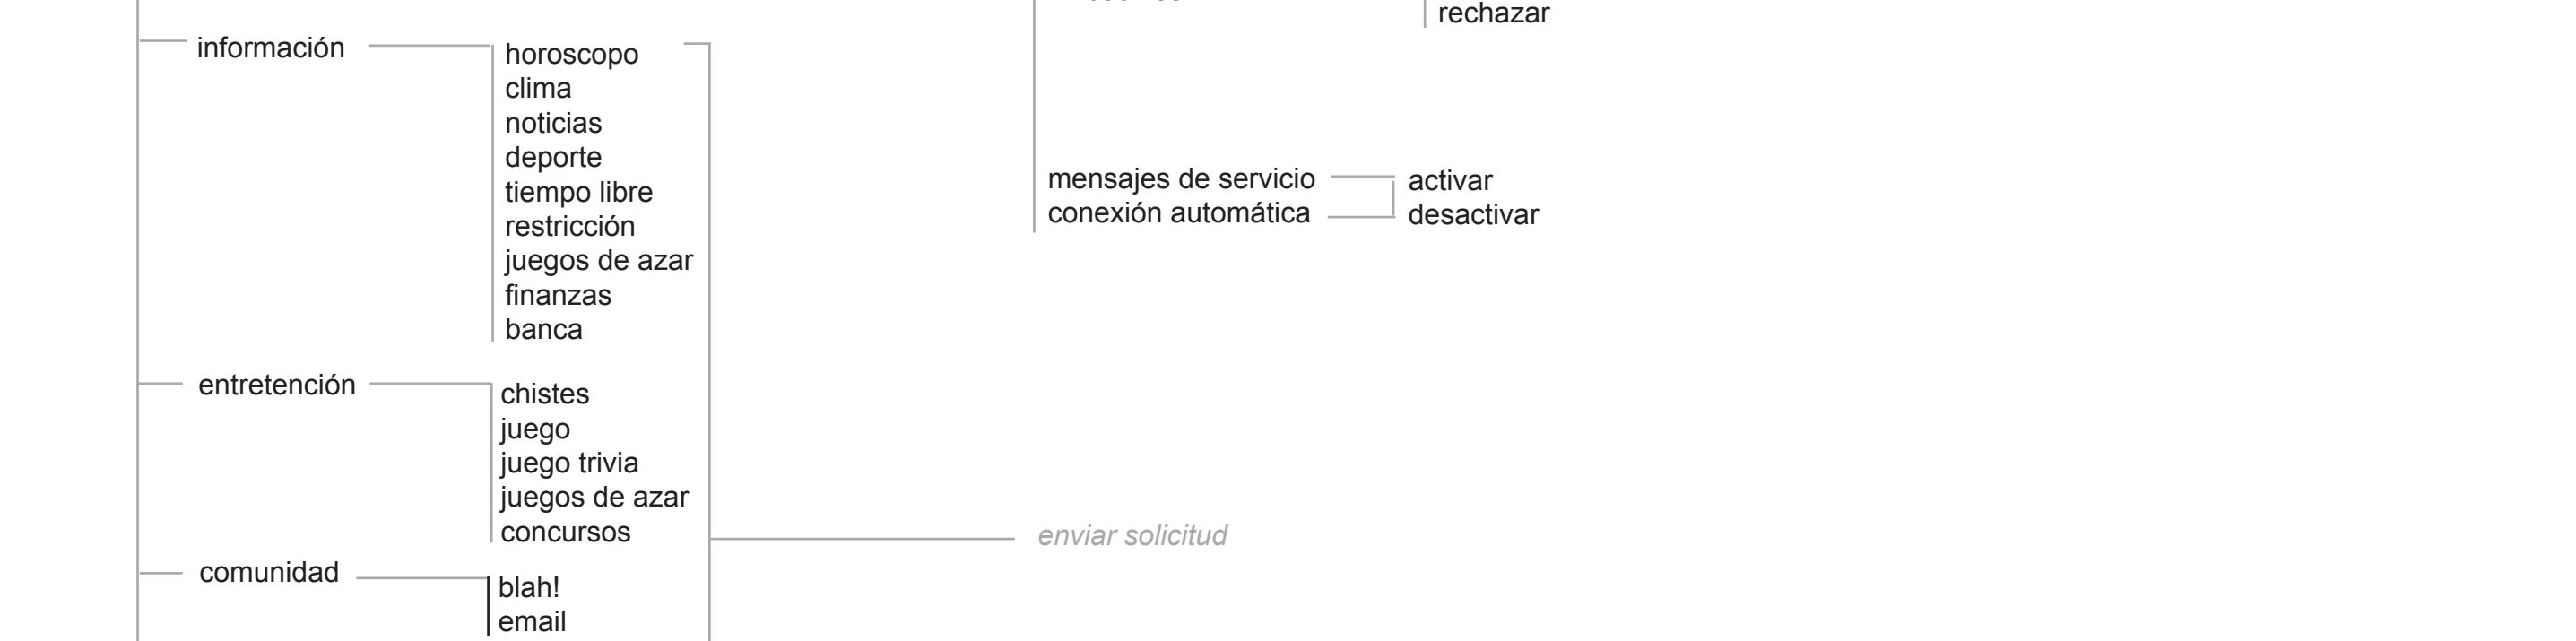 rechazar
información
horoscopo
clima
noticias
deporte
tiempo libre
restricción
juegos de azar
finanzas
banca
mensajes de servicio
activar
conexión automática
desactivar
entretención
chistes
juego
juego trivia
juegos de azar
concursos
enviar solicitud
comunidad
blah!
email